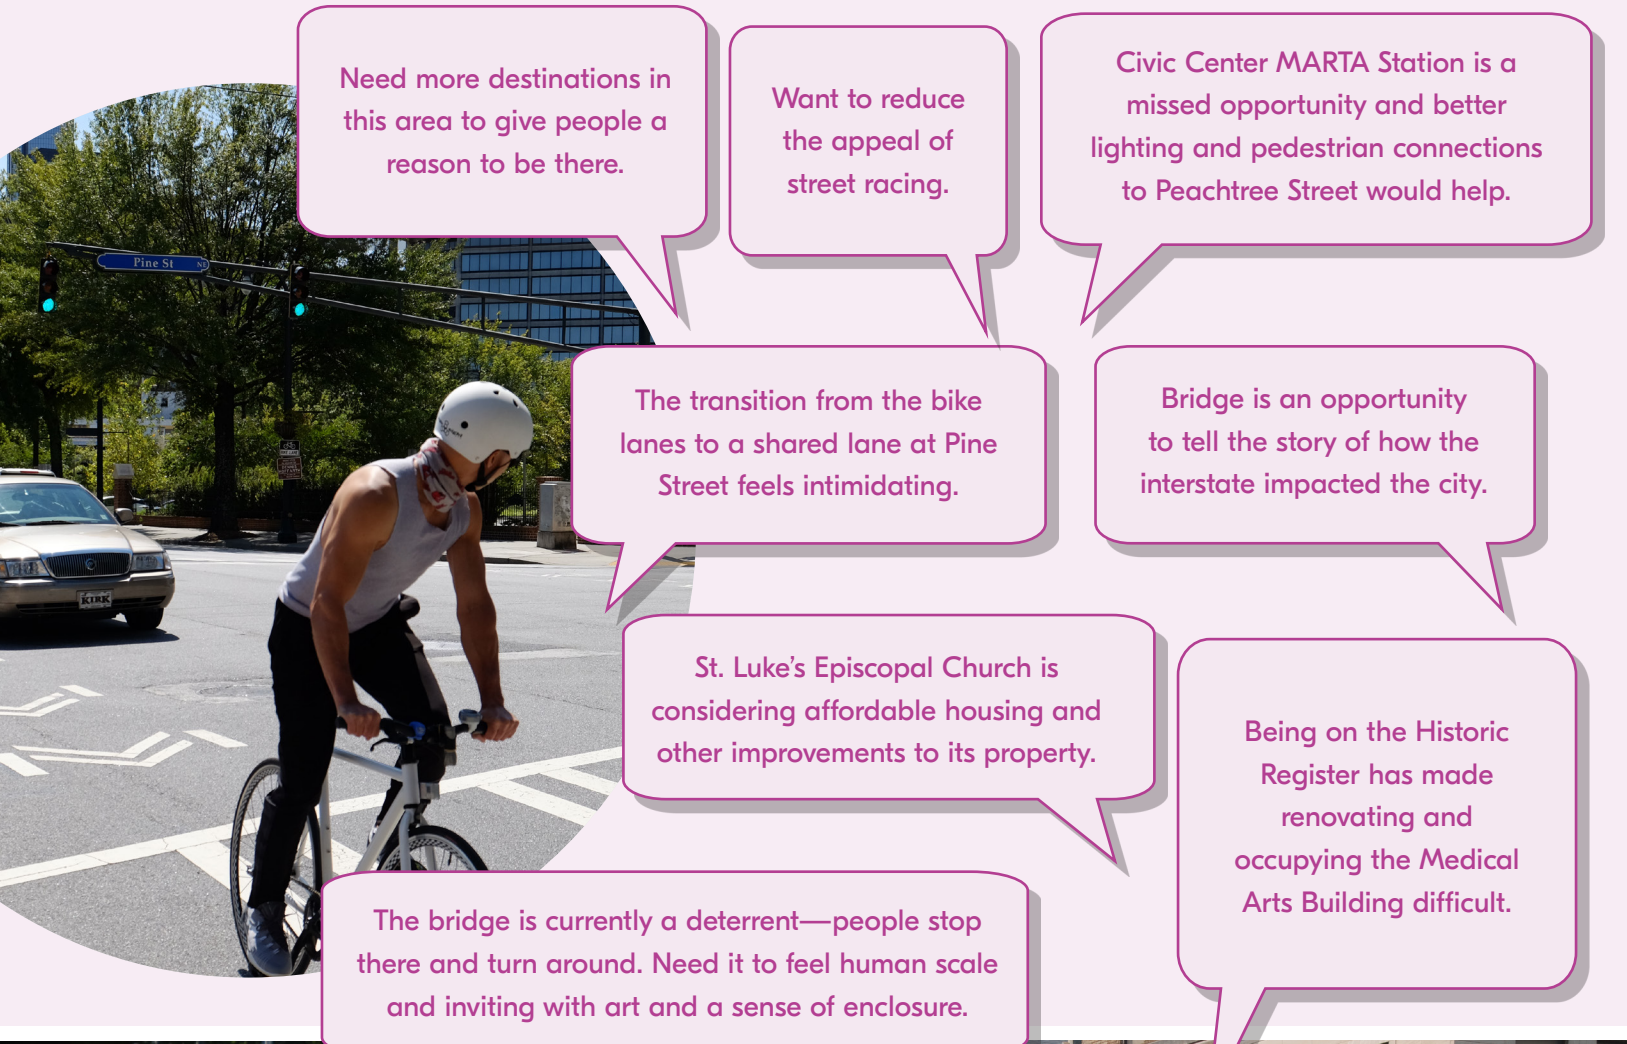 Need more destinations in
this area to give people a
reason to be there.
Want to reduce
the appeal of
street racing.
Civic Center MARTA Station is a
missed opportunity and better
lighting and pedestrian connections
to Peachtree Street would help.
Pine St NE
The transition from the bike
lanes to a shared lane at Pine
Street feels intimidating.
Bridge is an opportunity
to tell the story of how the
interstate impacted the city.
KIRK
St. Luke’s Episcopal Church is
considering affordable housing and
other improvements to its property.
Being on the Historic
Register has made
renovating and
occupying the Medical
Arts Building difficult.
The bridge is currently a deterrent—people stop
there and turn around. Need it to feel human scale
and inviting with art and a sense of enclosure.